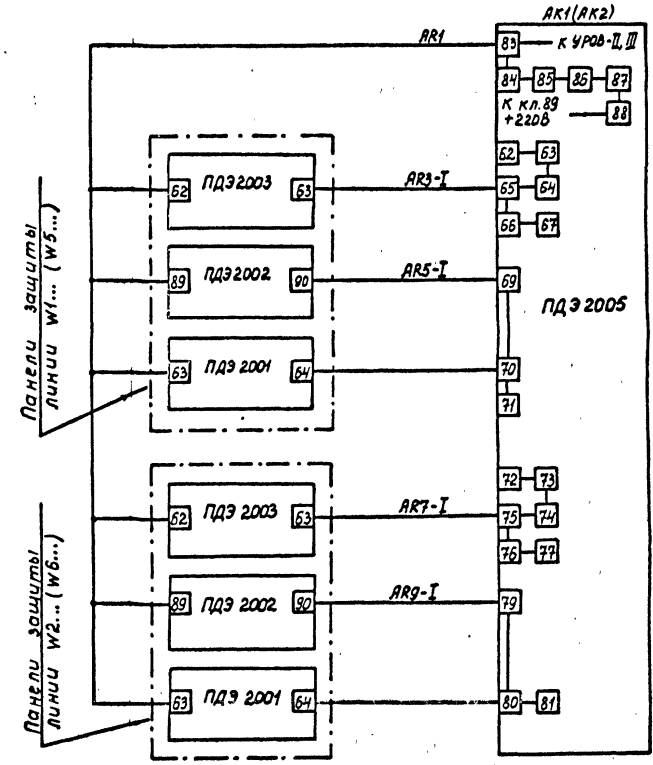 АК1(АК2)
AR1
83
К УРОВ-II, III
84 85 86 87
К кл.89
+220В
88
62 63
62 ПДЭ 2003 63
AR3-I
65 64
66 67
89 ПДЭ 2002 90
AR5-I
69
ПДЭ 2005
63 ПДЭ 2001 64
70
71
Панели защиты
линии W1... (W5...)
72 73
62 ПДЭ 2003 63
AR7-I
75 74
76 77
89 ПДЭ 2002 90
AR9-I
79
63 ПДЭ 2001 64
80 81
Панели защиты
линии W2... (W6...)